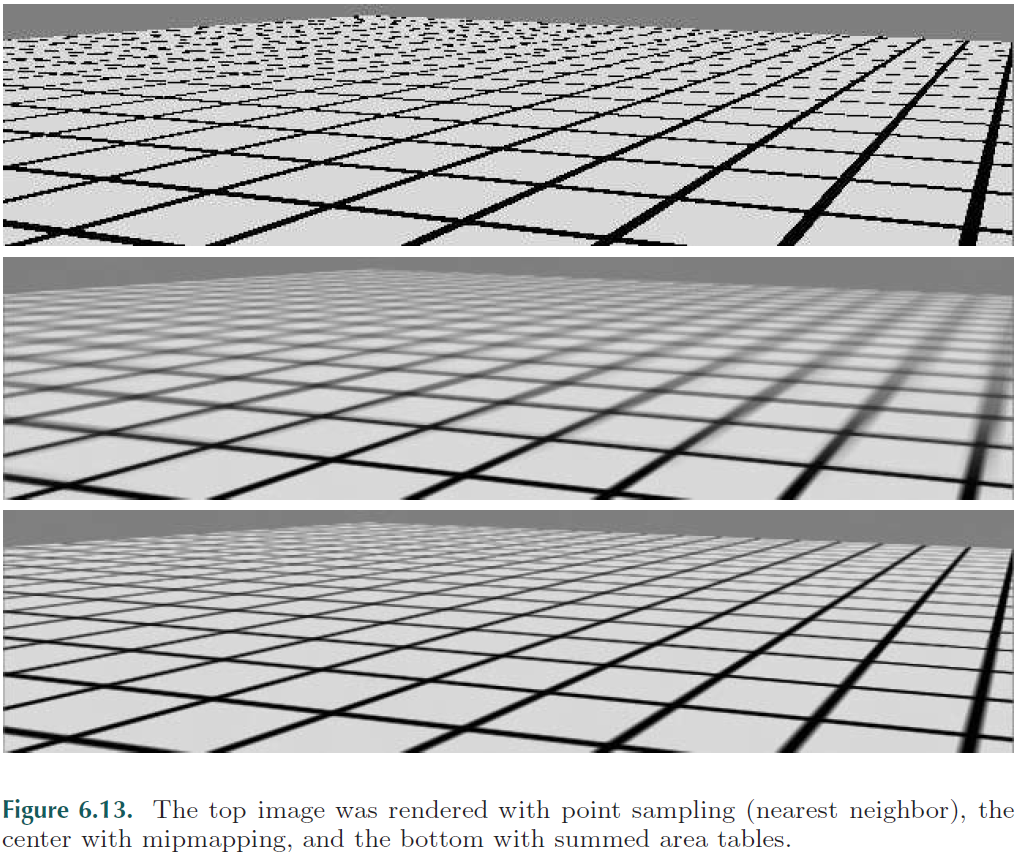 Figure 6.13. The top image was rendered with point sampling (nearest neighbor), the
center with mipmapping, and the bottom with summed area tables.